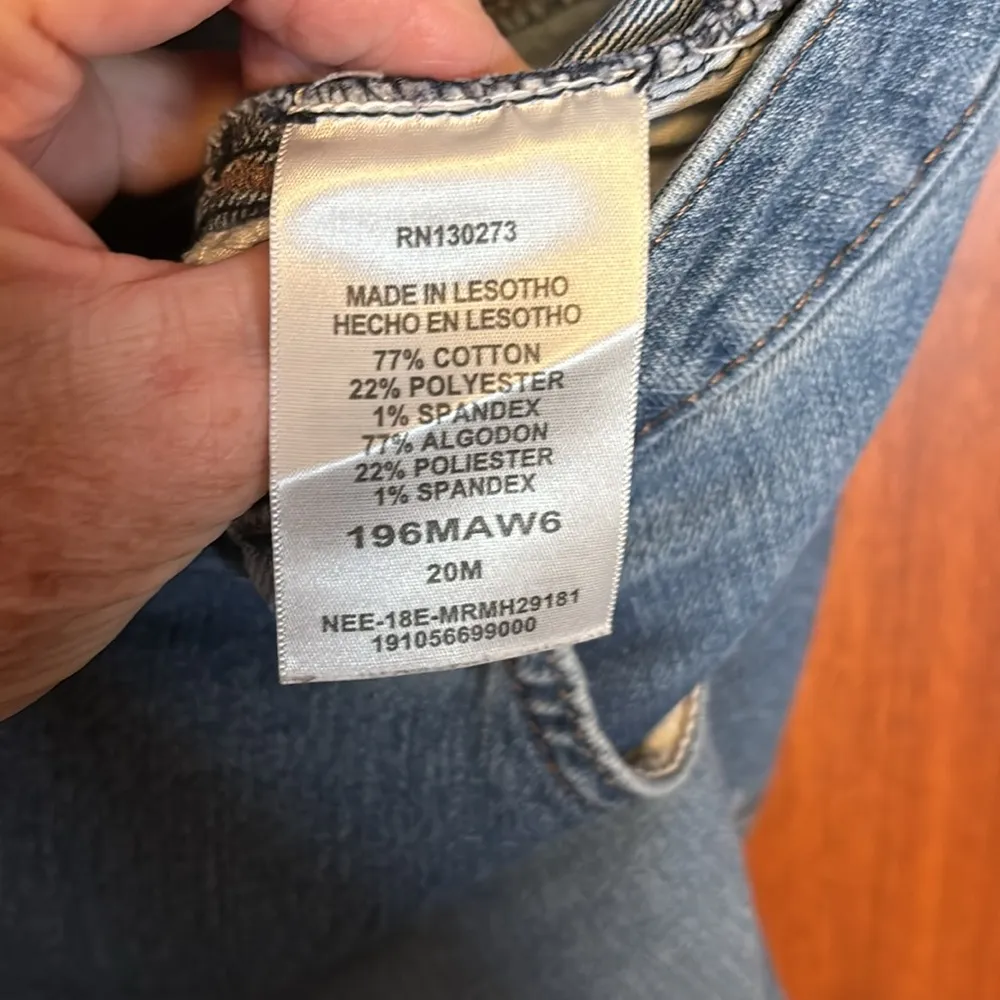 RN130273
MADE IN LESOTHO
HECHO EN LESOTHO
77% COTTON
22% POLYESTER
1% SPANDEX
77% ALGODON
22% POLIESTER
1% SPANDEX
196MAW6
20M
NEE-18E-MRMH29181
191056699000